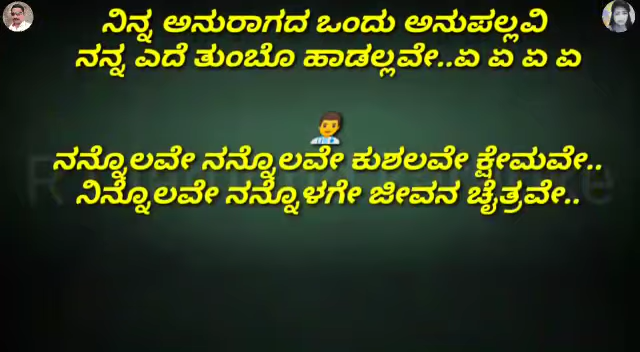 ನಿನ್ನ ಅನುರಾಗದ ಒಂದು ಅನುಪಲ್ಲವಿ
ನನ್ನ ಎದೆ ತುಂಬೊ ಹಾಡಲ್ಲವೇ..ಏ ಏ ಏ ಏ
ನನ್ನೊಲವೇ ನನ್ನೊಲವೇ ಕುಶಲವೇ ಕ್ಷೇಮವೇ..
ನಿನ್ನೊಲವೇ ನನ್ನೊಳಗೇ ಜೀವನ ಚೈತ್ರವೇ..